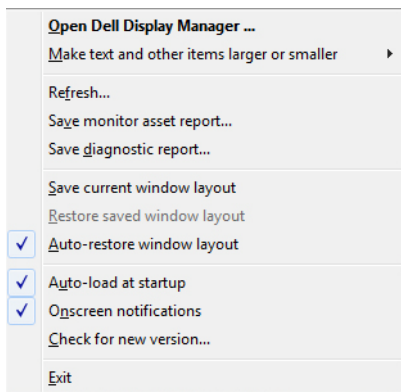 Open Dell Display Manager ...
Make text and other items larger or smaller
Refresh...
Save monitor asset report...
Save diagnostic report...
Save current window layout
Restore saved window layout
Auto-restore window layout
Auto-load at startup
Onscreen notifications
Check for new version...
Exit